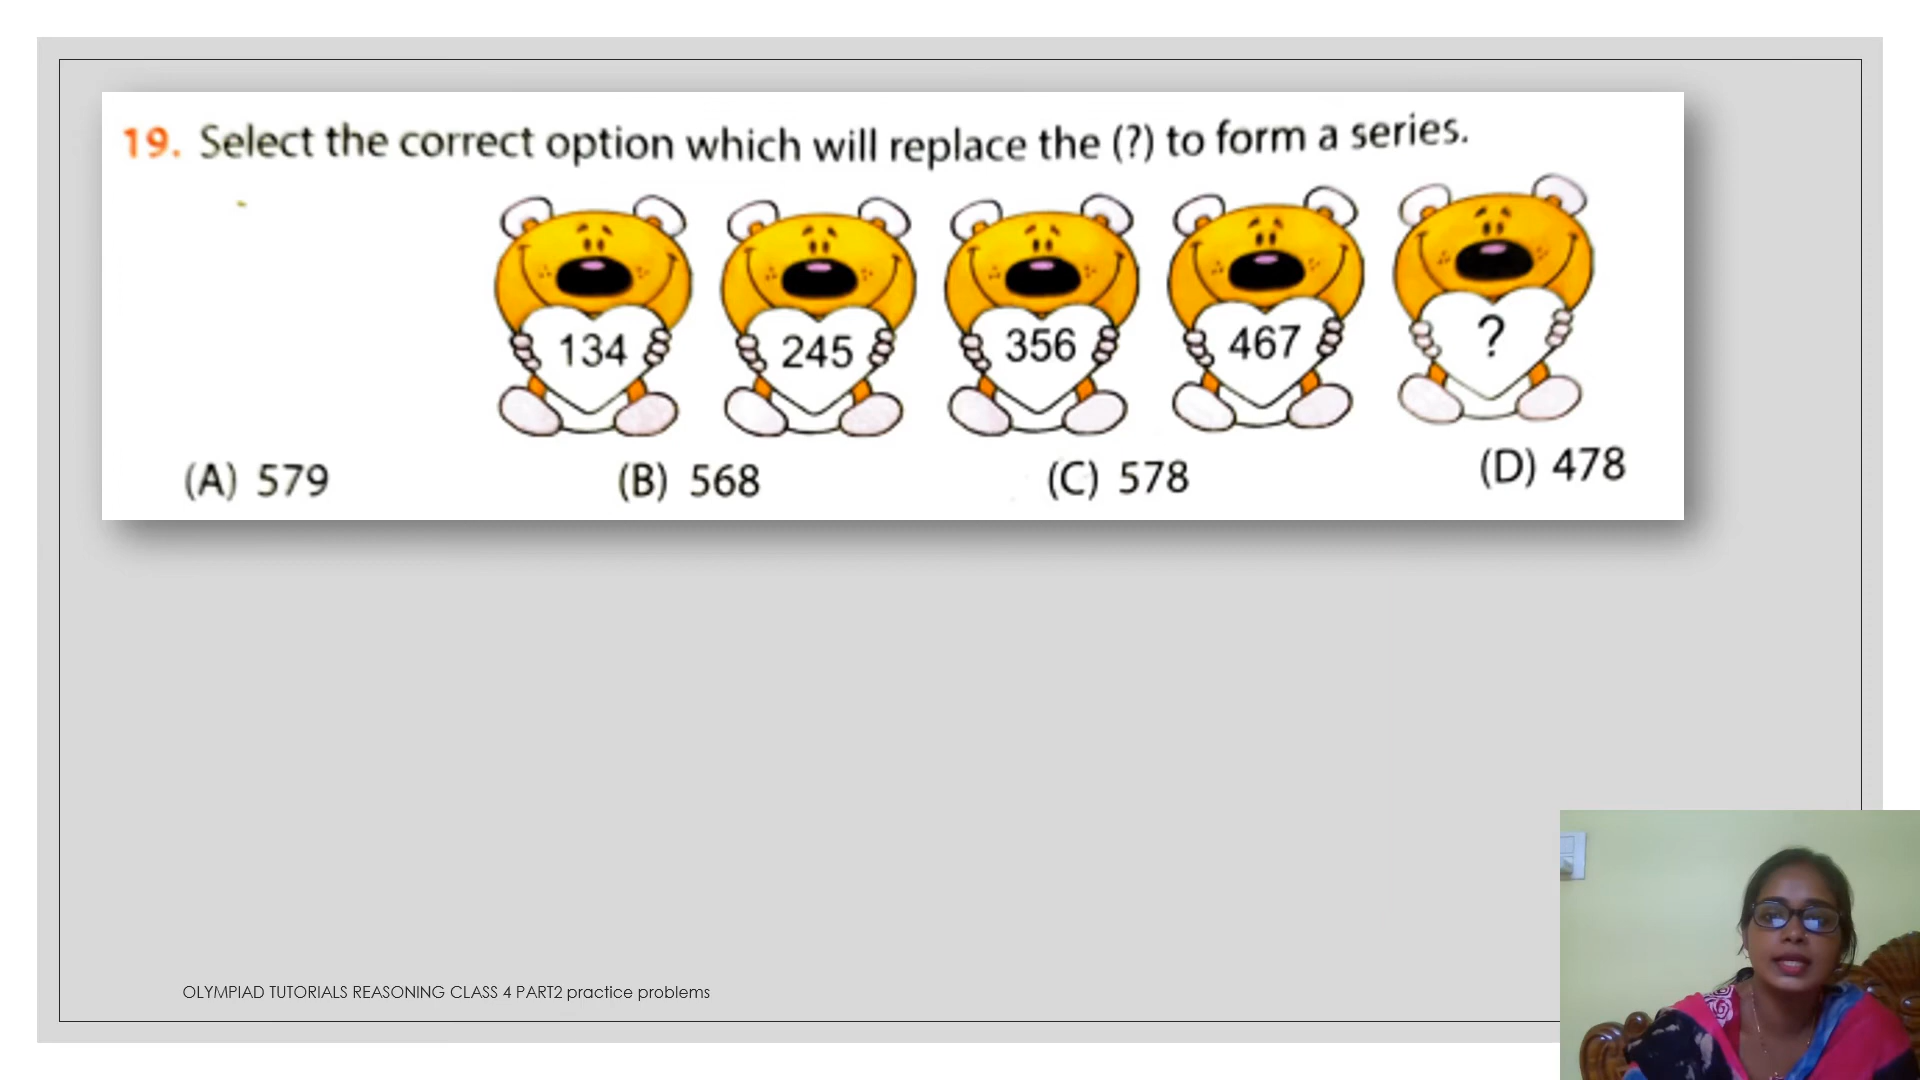 19. Select the correct option which will replace the (?) to form a series.
134 245 356 467 ?
(A) 579 (B) 568 (C) 578 (D) 478
OLYMPIAD TUTORIALS REASONING CLASS 4 PART2 practice problems